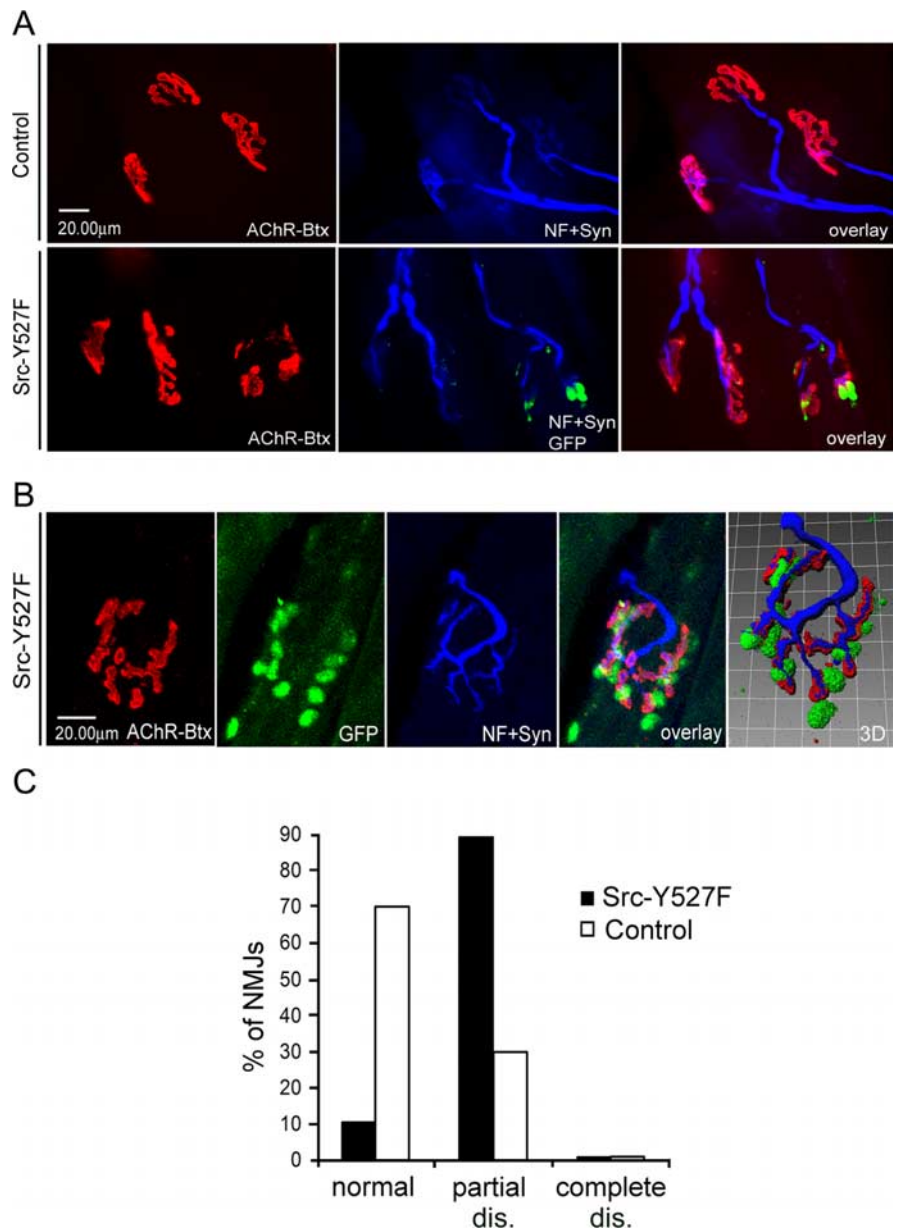 A
Control
20.00µm
AChR-Btx
NF+Syn
overlay
Src-Y527F
AChR-Btx
NF+Syn
GFP
overlay
B
Src-Y527F
20.00µm
AChR-Btx
GFP
NF+Syn
overlay
3D
C
% of NMJs
90
80
70
60
50
40
30
20
10
0
Src-Y527F
Control
normal
partial
dis.
complete
dis.